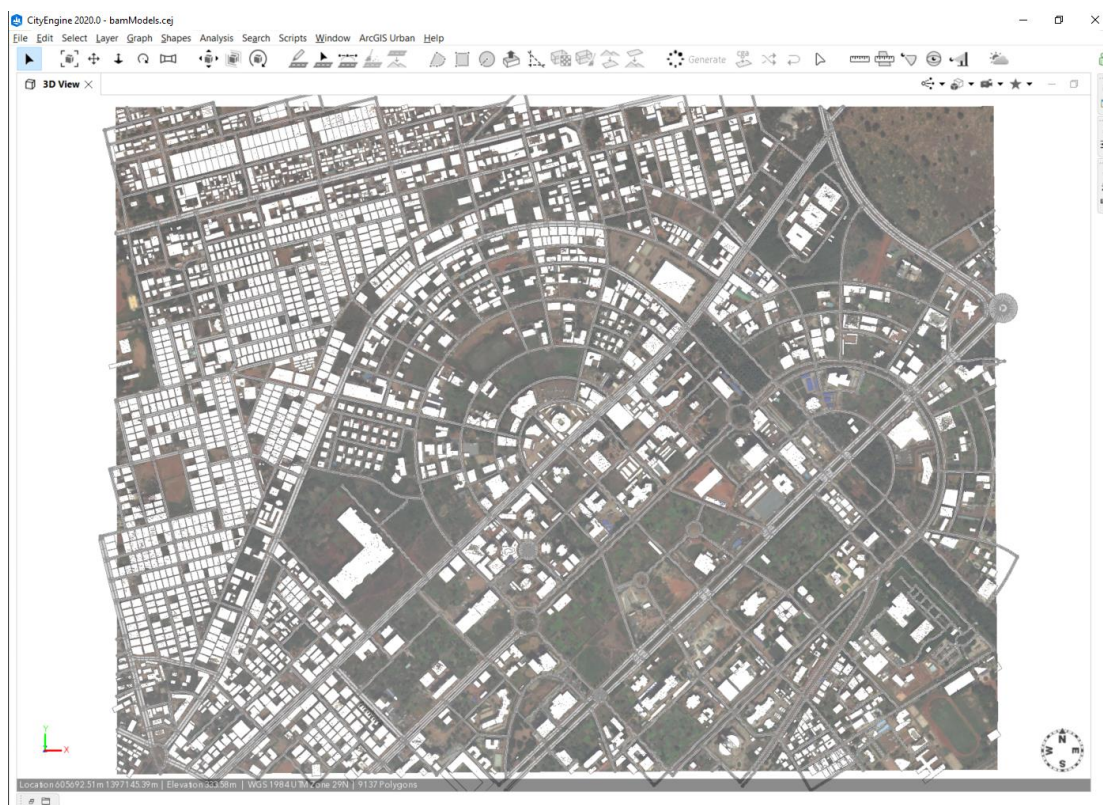 CityEngine 2020.0 - bamModels.cej
File Edit Select Layer Graph Shapes Analysis Search Scripts Window ArcGIS Urban Help
Generate
3D View
Y
X
N
W E
S
Location 605692.51m 1397145.39m | Elevation 333.58m | WGS 1984 UTM Zone 29N | 9137 Polygons